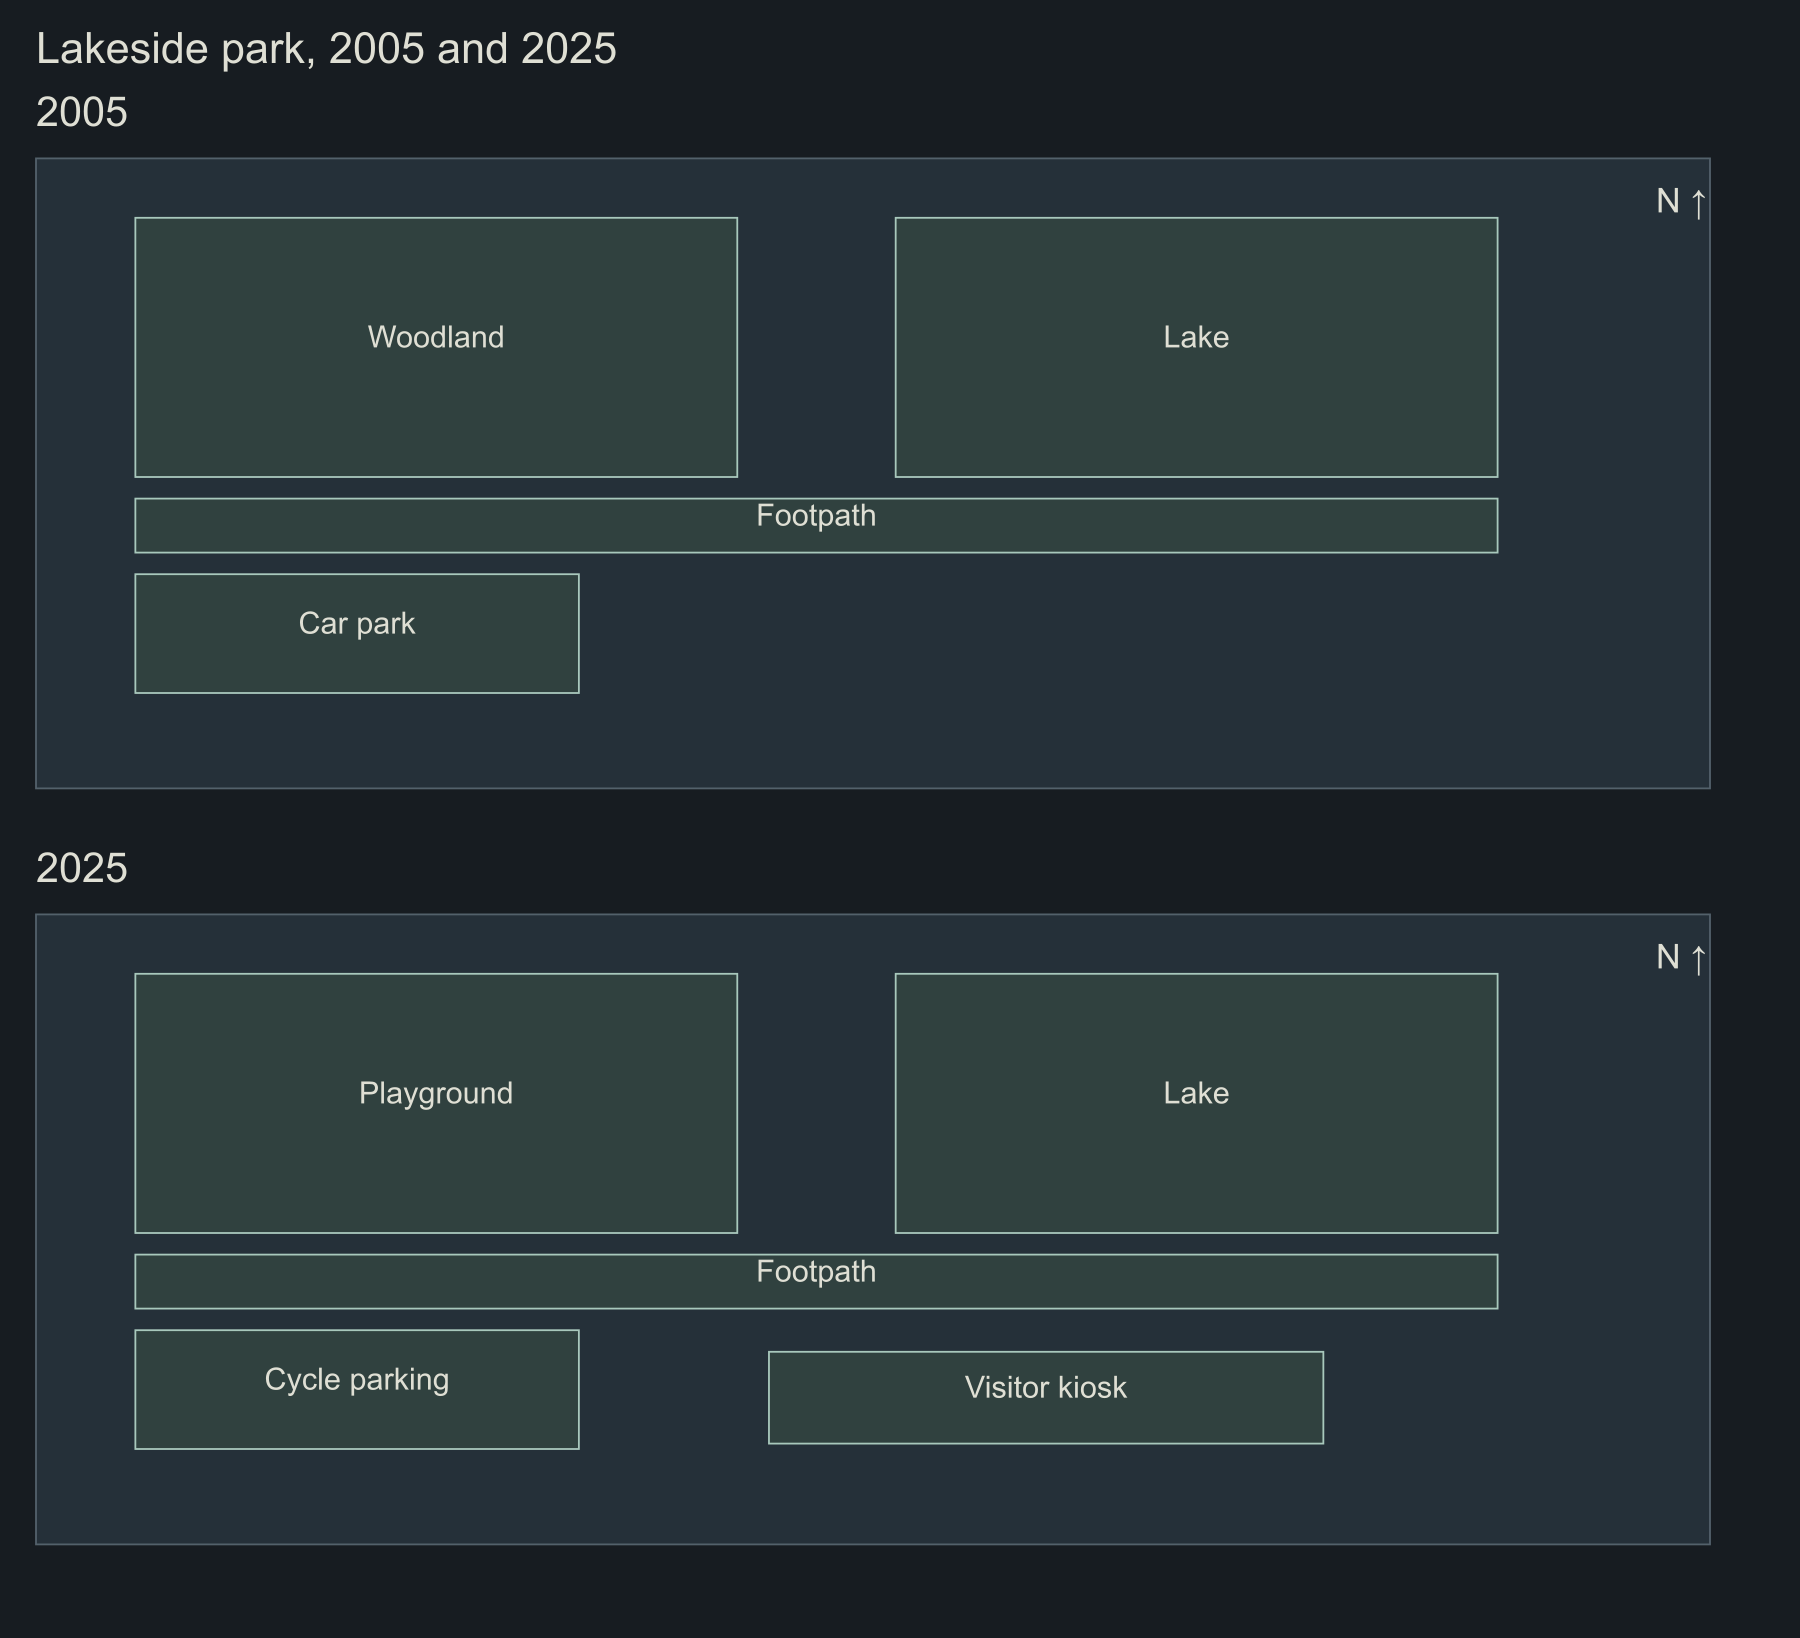 Lakeside park, 2005 and 2025
2005
N ↑
Woodland
Lake
Footpath
Car park
2025
N ↑
Playground
Lake
Footpath
Cycle parking
Visitor kiosk